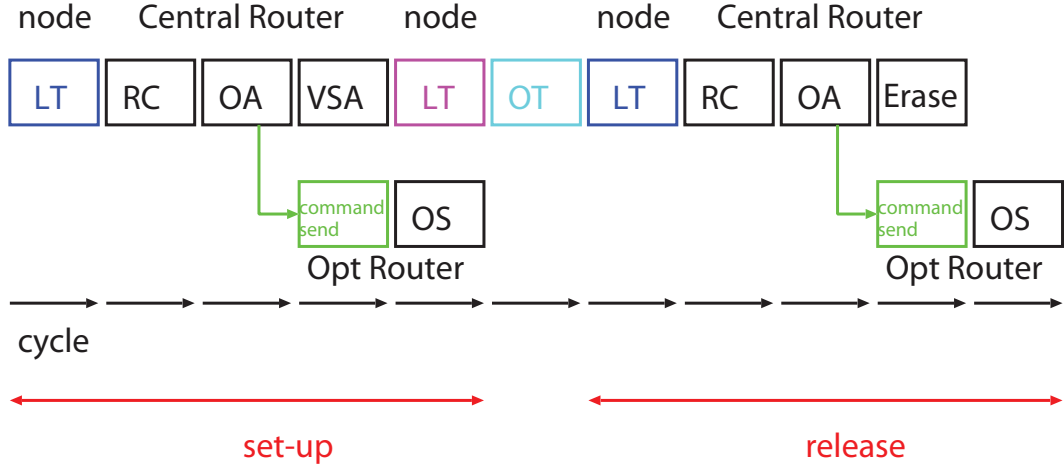 node Central Router node node Central Router
LT RC OA VSA LT OT LT RC OA Erase
command
send
OS
command
send
OS
Opt Router Opt Router
cycle
set-up release